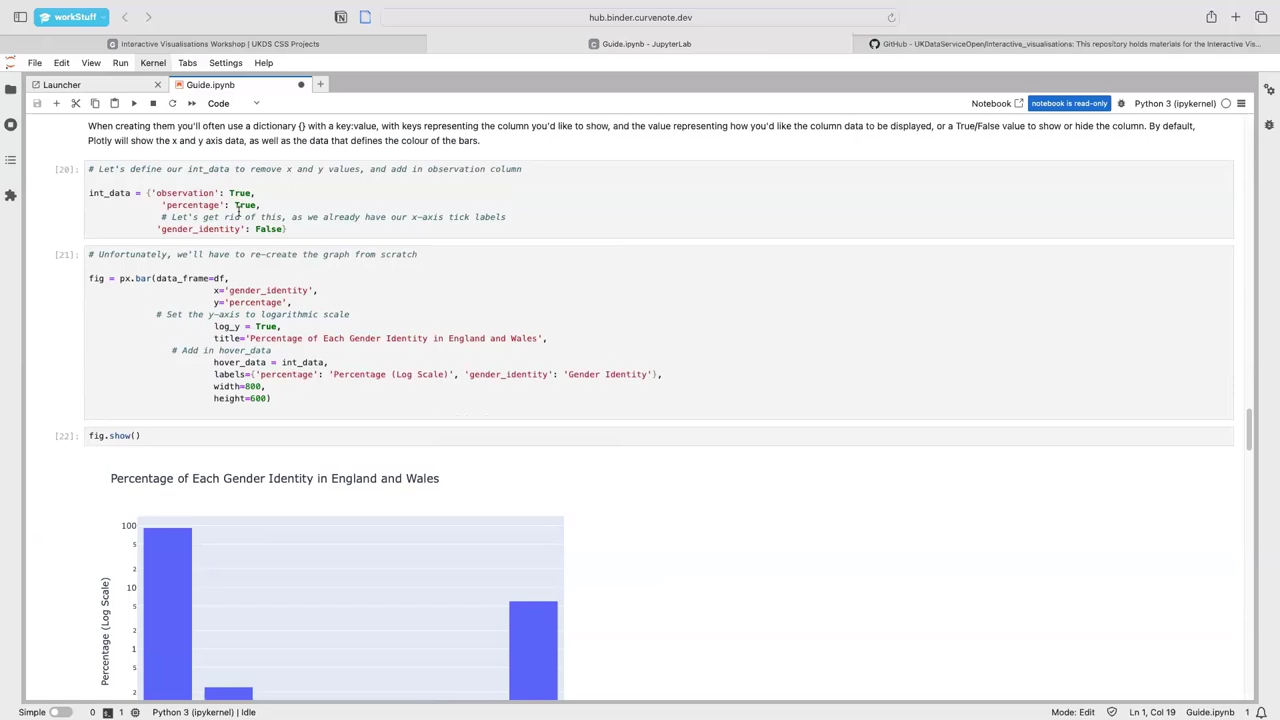 workStuff
hub.binder.curvenote.dev
Interactive Visualisations Workshop | UKDS CSS Projects
Guide.ipynb - JupyterLab
GitHub - UKDataServiceOpen/Interactive_visualisations: This repository holds materials for the Interactive Vis...
File Edit View Run Kernel Tabs Settings Help
Launcher
Guide.ipynb
Code
Notebook
notebook is read-only
Python 3 (ipykernel)
When creating them you'll often use a dictionary {} with a key:value, with keys representing the column you'd like to show, and the value representing how you'd like the column data to be displayed, or a True/False value to show or hide the column. By default,
Plotly will show the x and y axis data, as well as the data that defines the colour of the bars.
[20]:
# Let's define our int_data to remove x and y values, and add in observation column
int_data = {'observation': True,
'percentage': True,
# Let's get rid of this, as we already have our x-axis tick labels
'gender_identity': False}
[21]:
# Unfortunately, we'll have to re-create the graph from scratch
fig = px.bar(data_frame=df,
x='gender_identity',
y='percentage',
# Set the y-axis to logarithmic scale
log_y = True,
title='Percentage of Each Gender Identity in England and Wales',
# Add in hover_data
hover_data = int_data,
labels={'percentage': 'Percentage (Log Scale)', 'gender_identity': 'Gender Identity'},
width=800,
height=600)
[22]:
fig.show()
Percentage of Each Gender Identity in England and Wales
100
5
2
10
5
2
1
5
2
Percentage (Log Scale)
Simple 0 1 Python 3 (ipykernel) | Idle
Mode: Edit Ln 1, Col 19 Guide.ipynb 1